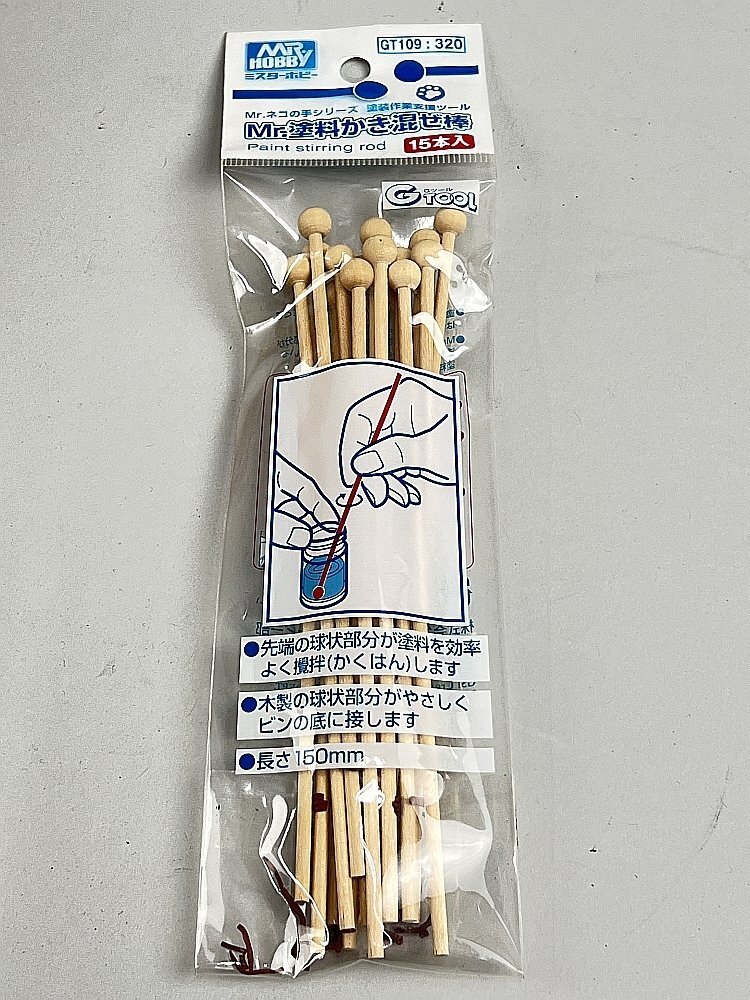 MR.
HOBBY
ミスターホビー
GT109:320
Mr.ネコの手シリーズ 塗装作業支援ツール
Mr.塗料かき混ぜ棒
Paint stirring rod
15本入
Gツール
G TOOL
●先端の球状部分が塗料を効率
よく攪拌(かくはん)します
●木製の球状部分がやさしく
ビンの底に接します
●長さ150mm